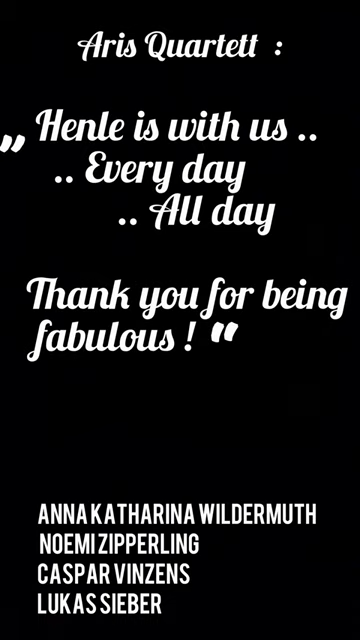 Aris Quartett :
„ Henle is with us ..
.. Every day
.. All day
Thank you for being
fabulous ! “
ANNA KATHARINA WILDERMUTH
NOEMI ZIPPERLING
CASPAR VINZENS
LUKAS SIEBER